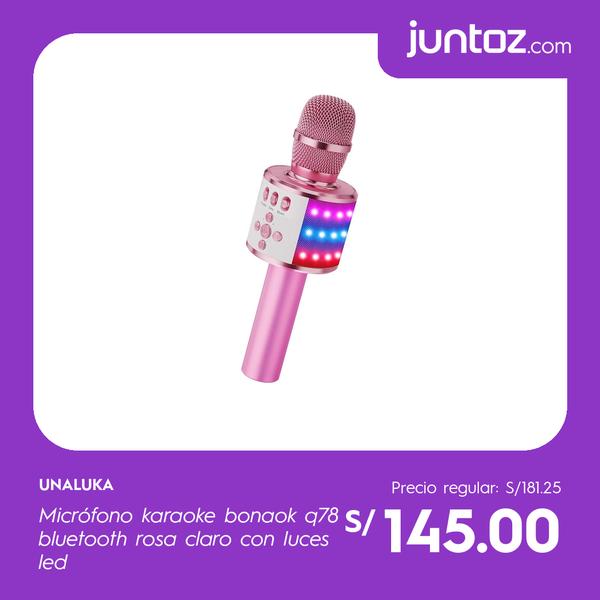 juntoz.com
UNALUKA
Micrófono karaoke bonaok q78
bluetooth rosa claro con luces
led
Precio regular: S/181.25
S/145.00